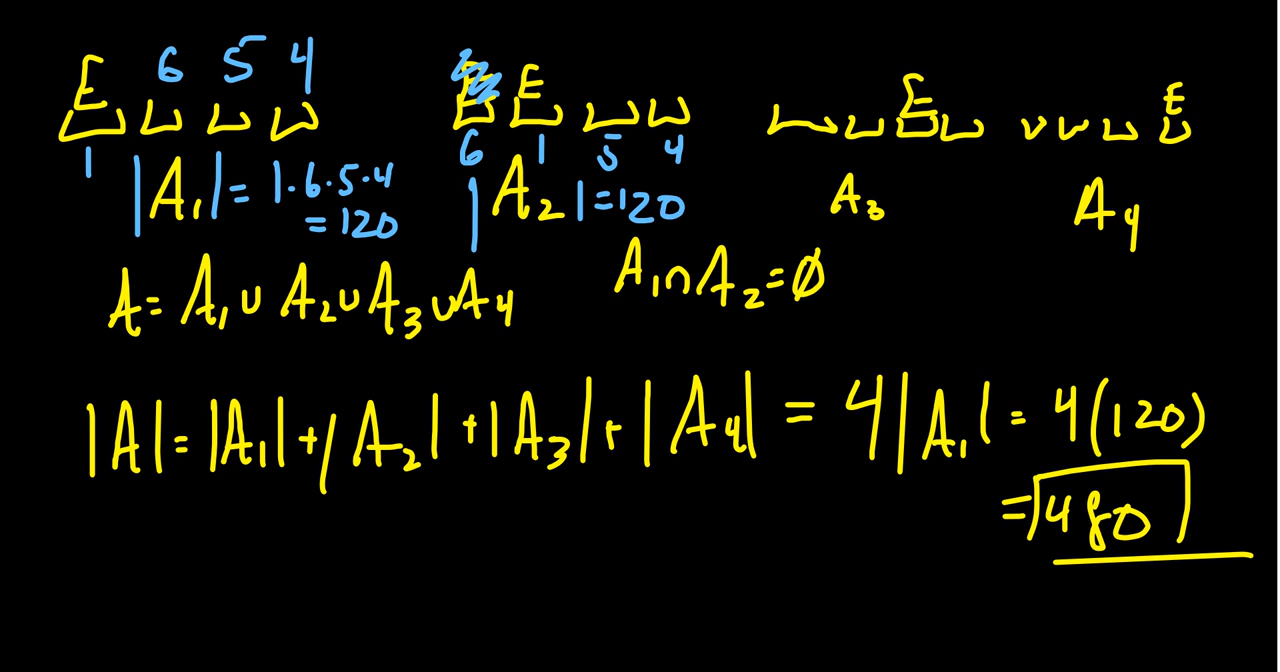 E 6 5 4
1
|A₁| = 1·6·5·4
= 120
E
6 1 5 4
|A₂| = 120
E
A₃
E
A₄
A = A₁ ∪ A₂ ∪ A₃ ∪ A₄
A₁ ∩ A₂ = ∅
|A| = |A₁| + |A₂| + |A₃| + |A₄| = 4|A₁| = 4(120)
= 480